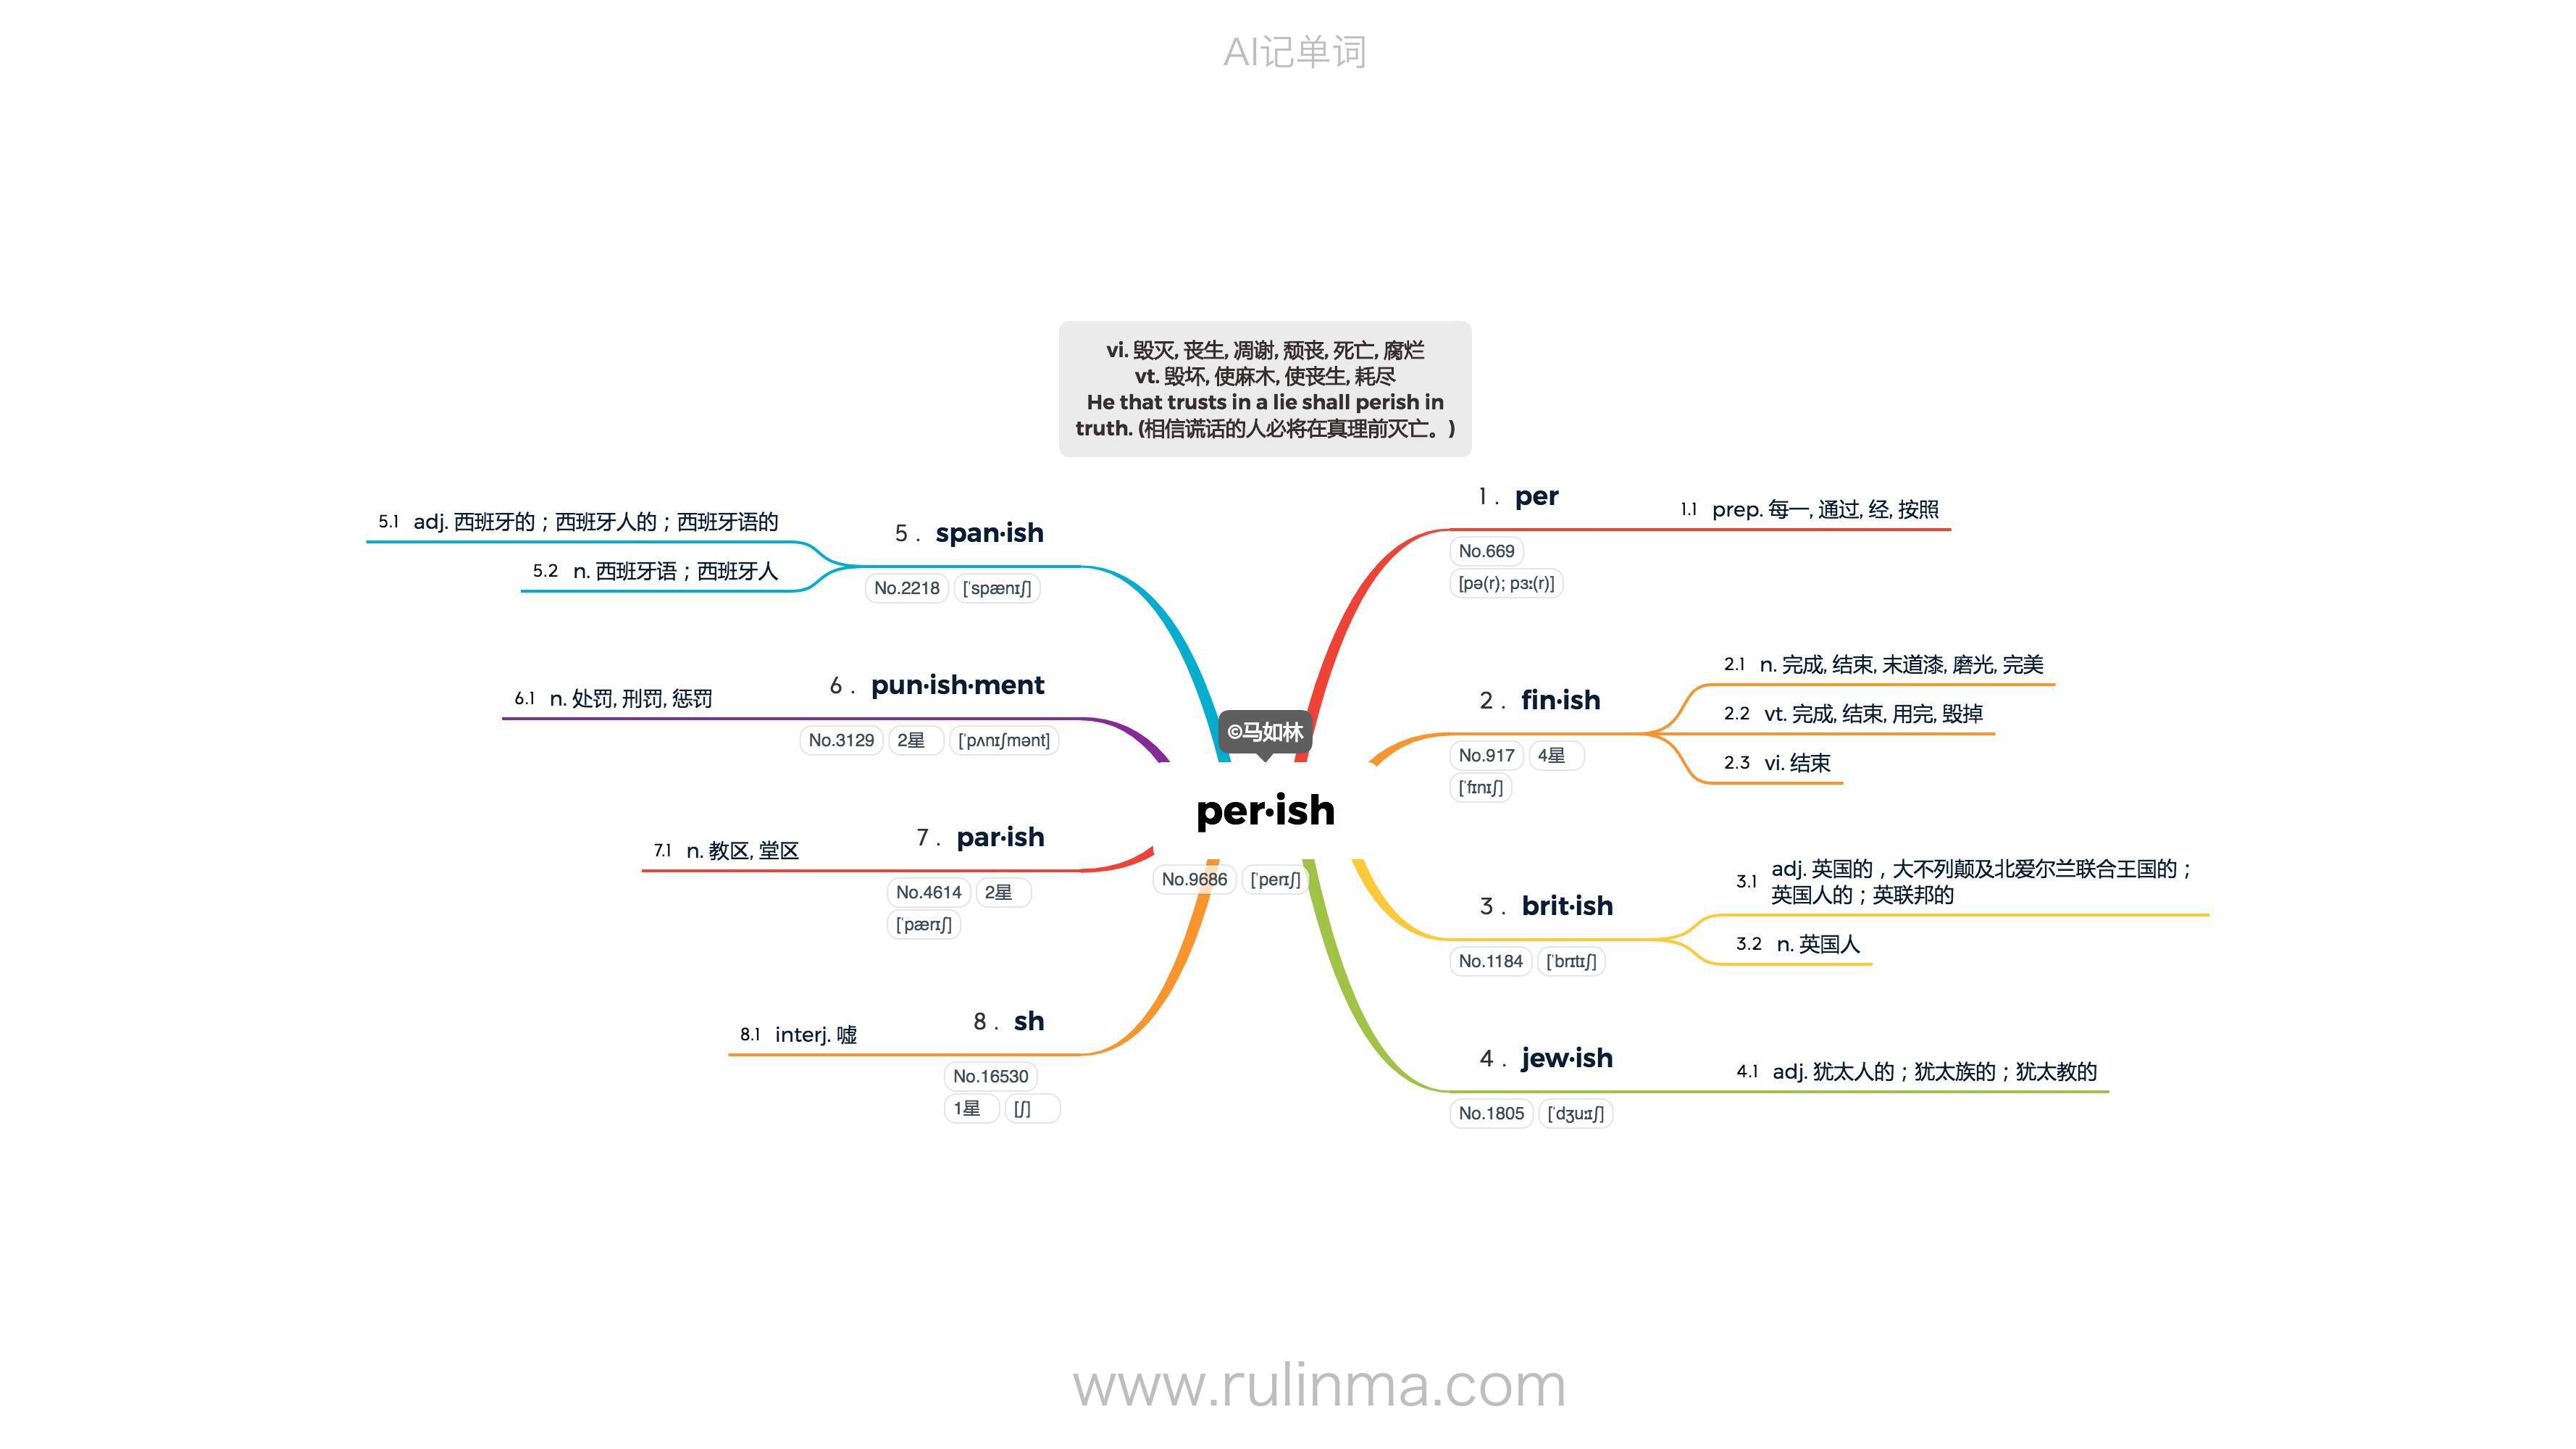 AI记单词
vi. 毁灭, 丧生, 凋谢, 颓丧, 死亡, 腐烂
vt. 毁坏, 使麻木, 使丧生, 耗尽
He that trusts in a lie shall perish in
truth. (相信谎话的人必将在真理前灭亡。)
©马如林
per·ish
No.9686 ['perɪʃ]
1 . per
No.669
[pə(r); pɜː(r)]
1.1 prep. 每一, 通过, 经, 按照
2 . fin·ish
No.917 4星
['fɪnɪʃ]
2.1 n. 完成, 结束, 末道漆, 磨光, 完美
2.2 vt. 完成, 结束, 用完, 毁掉
2.3 vi. 结束
3 . brit·ish
No.1184 ['brɪtɪʃ]
3.1 adj. 英国的，大不列颠及北爱尔兰联合王国的；
英国人的；英联邦的
3.2 n. 英国人
4 . jew·ish
No.1805 ['dʒuːɪʃ]
4.1 adj. 犹太人的；犹太族的；犹太教的
5 . span·ish
No.2218 ['spænɪʃ]
5.1 adj. 西班牙的；西班牙人的；西班牙语的
5.2 n. 西班牙语；西班牙人
6 . pun·ish·ment
No.3129 2星 ['pʌnɪʃmənt]
6.1 n. 处罚, 刑罚, 惩罚
7 . par·ish
No.4614 2星
['pærɪʃ]
7.1 n. 教区, 堂区
8 . sh
No.16530
1星 [ʃ]
8.1 interj. 嘘
www.rulinma.com